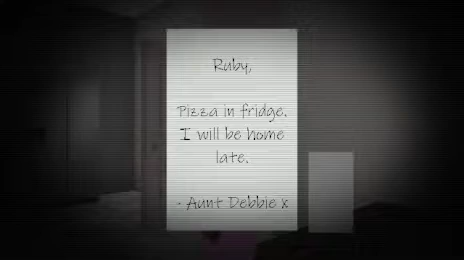 Ruby,
Pizza in fridge.
I will be home
late.
- Aunt Debbie x